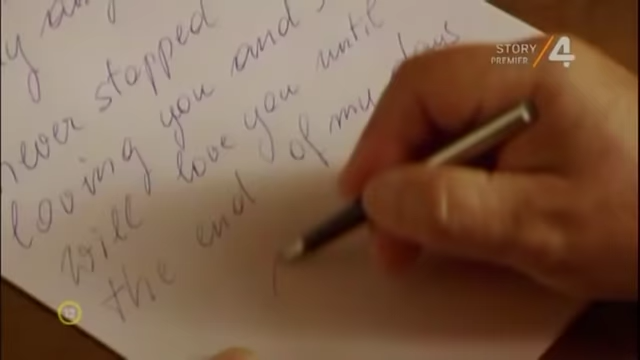 never stopped
loving you and
will love you until
the end of my days
STORY
PREMIER
4